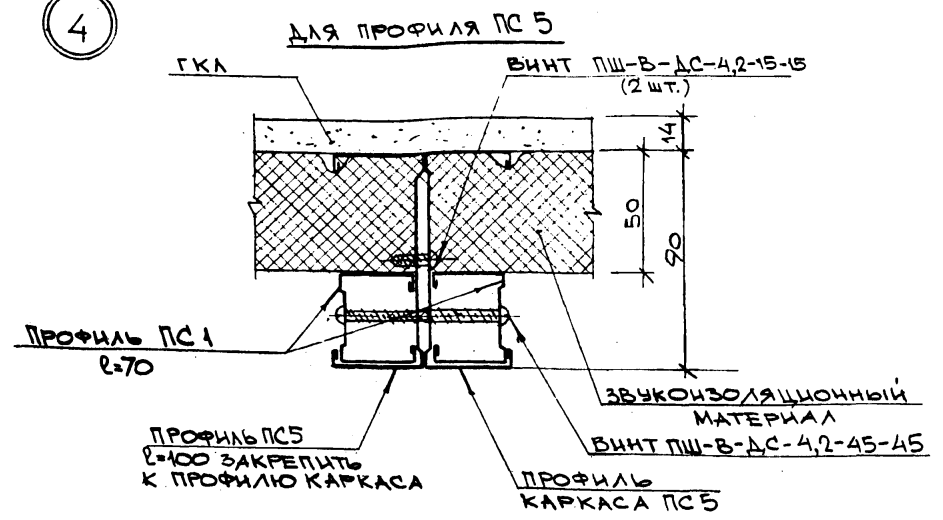 4
ДЛЯ ПРОФИЛЯ ПС 5
ГКЛ
ВИНТ ПШ-В-ДС-4,2-15-15
(2 ШТ.)
14
50
90
ПРОФИЛЬ ПС 1
ℓ=70
ЗВУКОИЗОЛЯЦИОННЫЙ
МАТЕРИАЛ
ПРОФИЛЬ ПС5
ℓ=100 ЗАКРЕПИТЬ
К ПРОФИЛЮ КАРКАСА
ВИНТ ПШ-В-ДС-4,2-45-45
ПРОФИЛЬ
КАРКАСА ПС 5